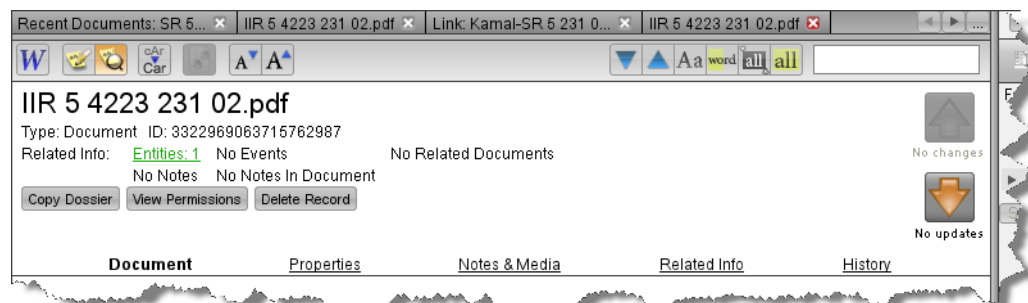 Recent Documents: SR 5... IIR 5 4223 231 02.pdf Link: Kamal-SR 5 231 0... IIR 5 4223 231 02.pdf ...
W cAr Car A A Aa word all all
IIR 5 4223 231 02.pdf
Type: Document ID: 3322969063715762987
Related Info: Entities: 1 No Events No Related Documents
No changes
No Notes No Notes In Document
Copy Dossier View Permissions Delete Record
No updates
Document Properties Notes & Media Related Info History